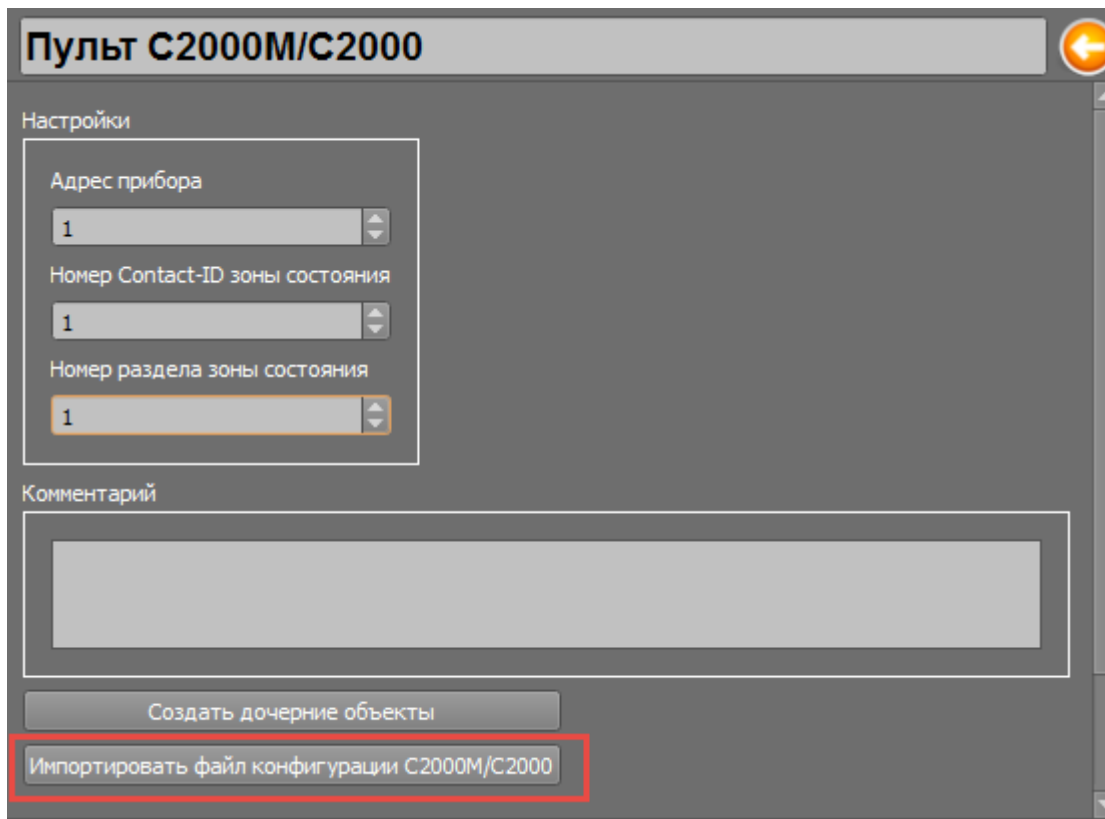 Пульт С2000М/С2000
Настройки
Адрес прибора
1
Номер Contact-ID зоны состояния
1
Номер раздела зоны состояния
1
Комментарий
Создать дочерние объекты
Импортировать файл конфигурации С2000М/С2000